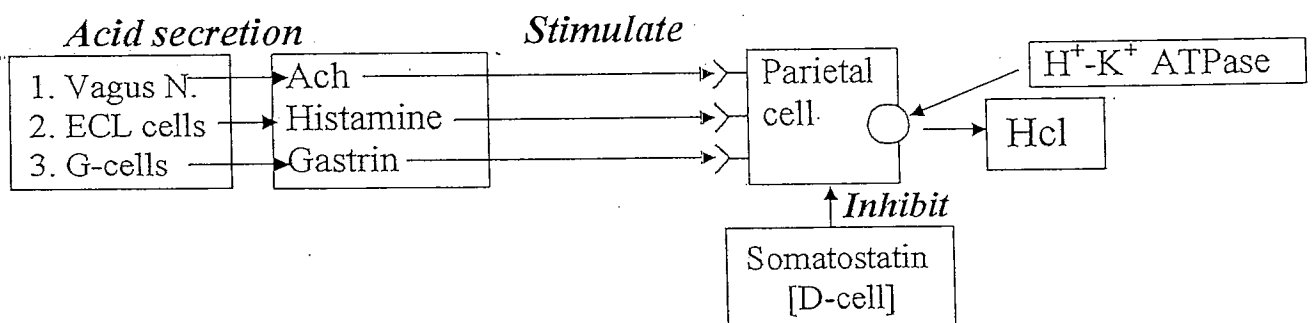 Acid secretion
Stimulate
1. Vagus N.
2. ECL cells
3. G-cells
Ach
Histamine
Gastrin
Parietal
cell
H⁺-K⁺ ATPase
Hcl
Inhibit
Somatostatin
[D-cell]